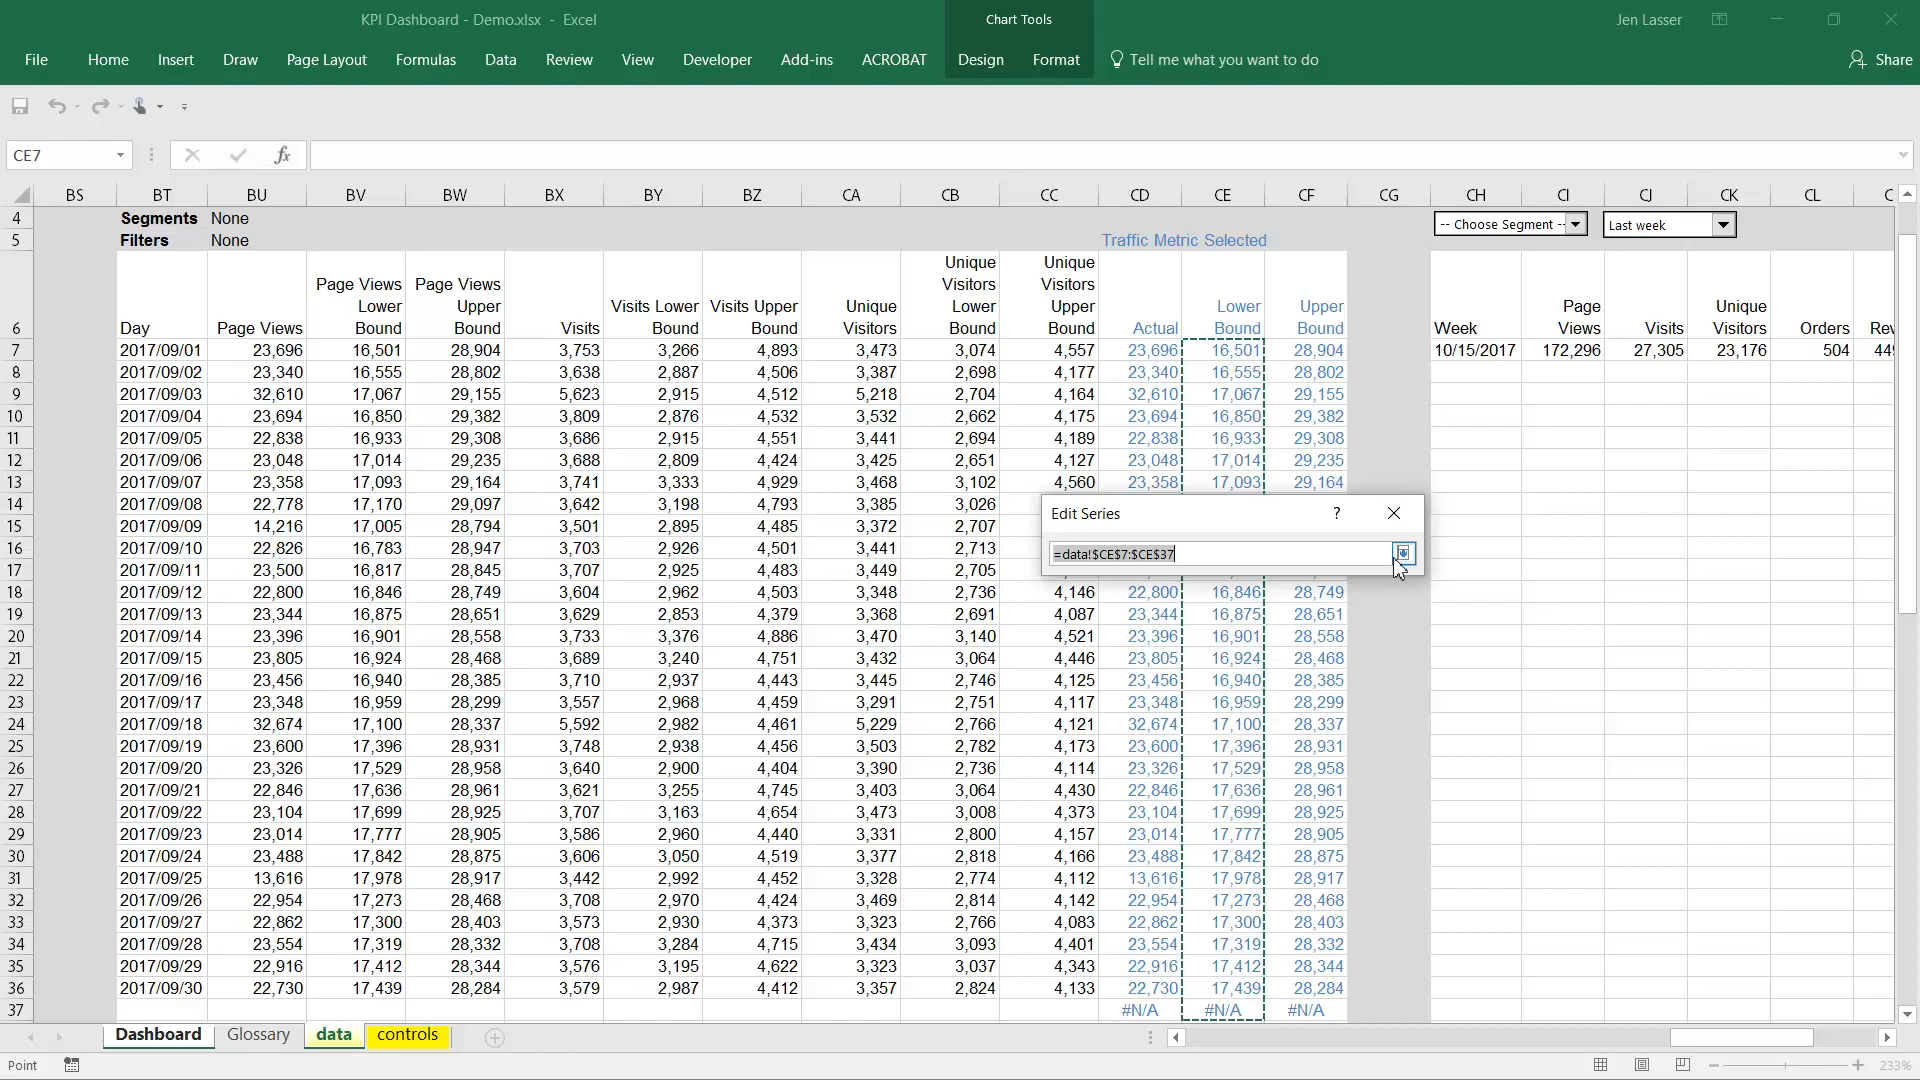 KPI Dashboard - Demo.xlsx - Excel
Chart Tools
Jen Lasser
File Home Insert Draw Page Layout Formulas Data Review View Developer Add-ins ACROBAT Design Format Tell me what you want to do Share
CE7 fx
BS BT BU BV BW BX BY BZ CA CB CC CD CE CF CG CH CI CJ CK CL
4 Segments None -- Choose Segment -- Last week
5 Filters None Traffic Metric Selected
Unique Unique
Page Views Page Views Visitors Visitors
Lower Upper Visits Lower Visits Upper Unique Lower Upper Lower Upper Page Unique
6 Day Page Views Bound Bound Visits Bound Bound Visitors Bound Bound Actual Bound Bound Week Views Visits Visitors Orders Rev
7 2017/09/01 23,696 16,501 28,904 3,753 3,266 4,893 3,473 3,074 4,557 23,696 16,501 28,904 10/15/2017 172,296 27,305 23,176 504 449
8 2017/09/02 23,340 16,555 28,802 3,638 2,887 4,506 3,387 2,698 4,177 23,340 16,555 28,802
9 2017/09/03 32,610 17,067 29,155 5,623 2,915 4,512 5,218 2,704 4,164 32,610 17,067 29,155
10 2017/09/04 23,694 16,850 29,382 3,809 2,876 4,532 3,532 2,662 4,175 23,694 16,850 29,382
11 2017/09/05 22,838 16,933 29,308 3,686 2,915 4,551 3,441 2,694 4,189 22,838 16,933 29,308
12 2017/09/06 23,048 17,014 29,235 3,688 2,809 4,424 3,425 2,651 4,127 23,048 17,014 29,235
13 2017/09/07 23,358 17,093 29,164 3,741 3,333 4,929 3,468 3,102 4,560 23,358 17,093 29,164
14 2017/09/08 22,778 17,170 29,097 3,642 3,198 4,793 3,385 3,026
15 2017/09/09 14,216 17,005 28,794 3,501 2,895 4,485 3,372 2,707 Edit Series ?
16 2017/09/10 22,826 16,783 28,947 3,703 2,926 4,501 3,441 2,713 =data!$CE$7:$CE$37
17 2017/09/11 23,500 16,817 28,845 3,707 2,925 4,483 3,449 2,705
18 2017/09/12 22,800 16,846 28,749 3,604 2,962 4,503 3,348 2,736 4,146 22,800 16,846 28,749
19 2017/09/13 23,344 16,875 28,651 3,629 2,853 4,379 3,368 2,691 4,087 23,344 16,875 28,651
20 2017/09/14 23,396 16,901 28,558 3,733 3,376 4,886 3,470 3,140 4,521 23,396 16,901 28,558
21 2017/09/15 23,805 16,924 28,468 3,689 3,240 4,751 3,432 3,064 4,446 23,805 16,924 28,468
22 2017/09/16 23,456 16,940 28,385 3,710 2,937 4,443 3,445 2,746 4,125 23,456 16,940 28,385
23 2017/09/17 23,348 16,959 28,299 3,557 2,968 4,459 3,291 2,751 4,117 23,348 16,959 28,299
24 2017/09/18 32,674 17,100 28,337 5,592 2,982 4,461 5,229 2,766 4,121 32,674 17,100 28,337
25 2017/09/19 23,600 17,396 28,931 3,748 2,938 4,456 3,503 2,782 4,173 23,600 17,396 28,931
26 2017/09/20 23,326 17,529 28,958 3,640 2,900 4,404 3,390 2,736 4,114 23,326 17,529 28,958
27 2017/09/21 22,846 17,636 28,961 3,621 3,255 4,745 3,403 3,064 4,430 22,846 17,636 28,961
28 2017/09/22 23,104 17,699 28,925 3,707 3,163 4,654 3,473 3,008 4,373 23,104 17,699 28,925
29 2017/09/23 23,014 17,777 28,905 3,586 2,960 4,440 3,331 2,800 4,157 23,014 17,777 28,905
30 2017/09/24 23,488 17,842 28,875 3,606 3,050 4,519 3,377 2,818 4,166 23,488 17,842 28,875
31 2017/09/25 13,616 17,978 28,917 3,442 2,992 4,452 3,328 2,774 4,112 13,616 17,978 28,917
32 2017/09/26 22,954 17,273 28,468 3,708 2,970 4,424 3,469 2,814 4,142 22,954 17,273 28,468
33 2017/09/27 22,862 17,300 28,403 3,573 2,930 4,373 3,323 2,766 4,083 22,862 17,300 28,403
34 2017/09/28 23,554 17,319 28,332 3,708 3,284 4,715 3,434 3,093 4,401 23,554 17,319 28,332
35 2017/09/29 22,916 17,412 28,344 3,576 3,195 4,622 3,323 3,037 4,343 22,916 17,412 28,344
36 2017/09/30 22,730 17,439 28,284 3,579 2,987 4,412 3,357 2,824 4,133 22,730 17,439 28,284
37 #N/A #N/A #N/A
Dashboard Glossary data controls
Point 233%